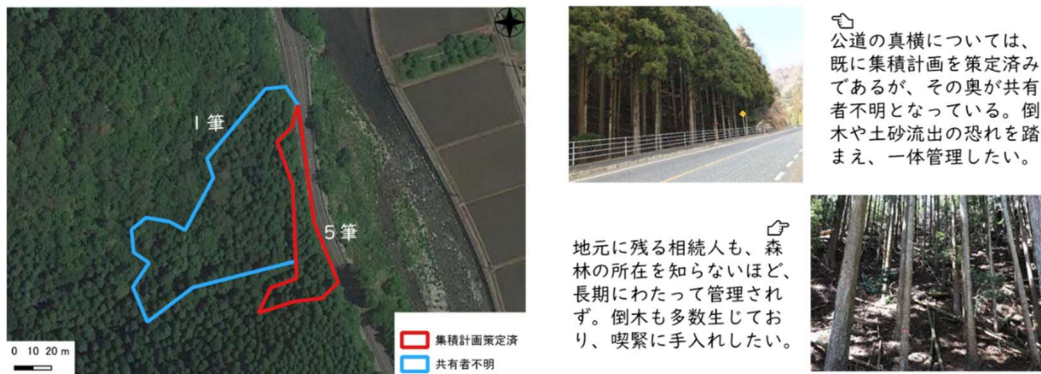 1筆
5筆
集積計画策定済
共有者不明
0 10 20 m
公道の真横については、
既に集積計画を策定済み
であるが、その奥が共有
者不明となっている。倒
木や土砂流出の恐れを踏
まえ、一体管理したい。
地元に残る相続人も、森
林の所在を知らないほど、
長期にわたって管理され
ず。倒木も多数生じてお
り、喫緊に手入れしたい。